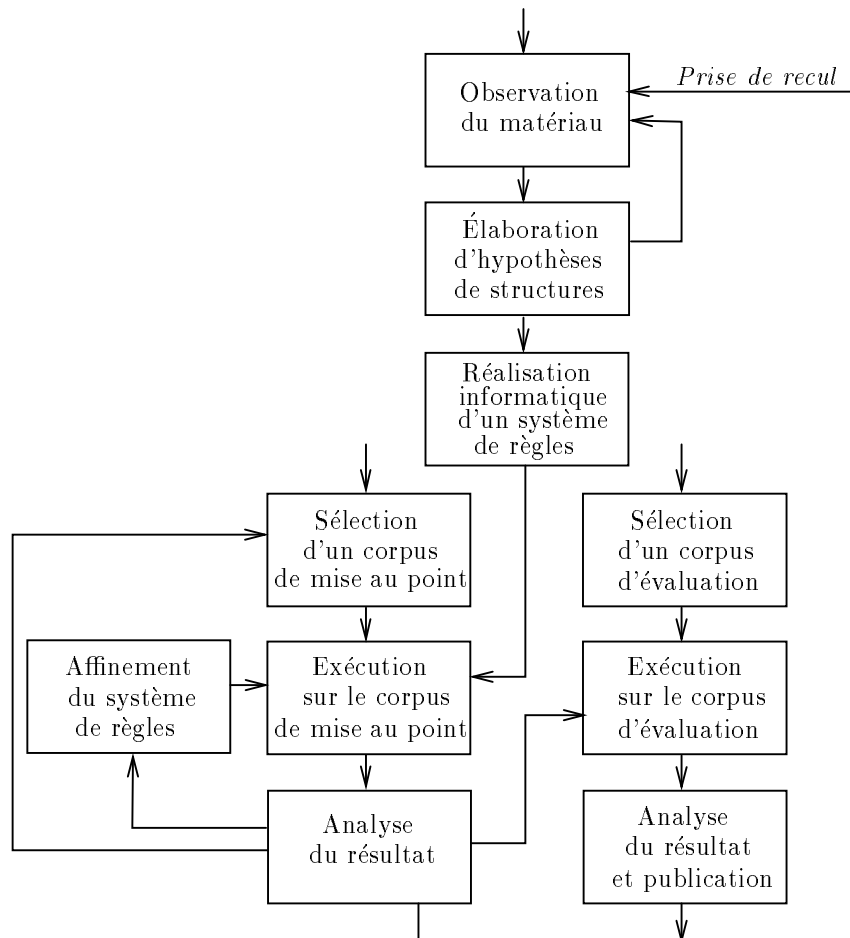 Prise de recul
Observation
du matériau
Élaboration
d'hypothèses
de structures
Réalisation
informatique
d'un système
de règles
Sélection
d'un corpus
de mise au point
Sélection
d'un corpus
d'évaluation
Affinement
du système
de règles
Exécution
sur le corpus
de mise au point
Exécution
sur le corpus
d'évaluation
Analyse
du résultat
Analyse
du résultat
et publication